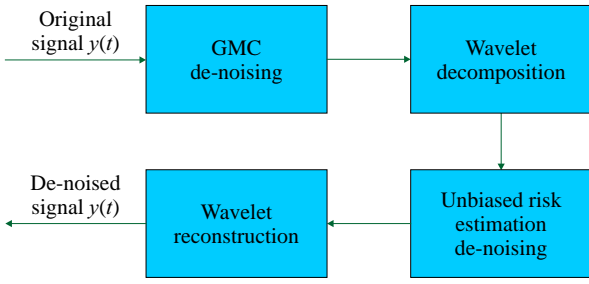 Original
signal y(t)
GMC
de-noising
Wavelet
decomposition
De-noised
signal y(t)
Wavelet
reconstruction
Unbiased risk
estimation
de-noising